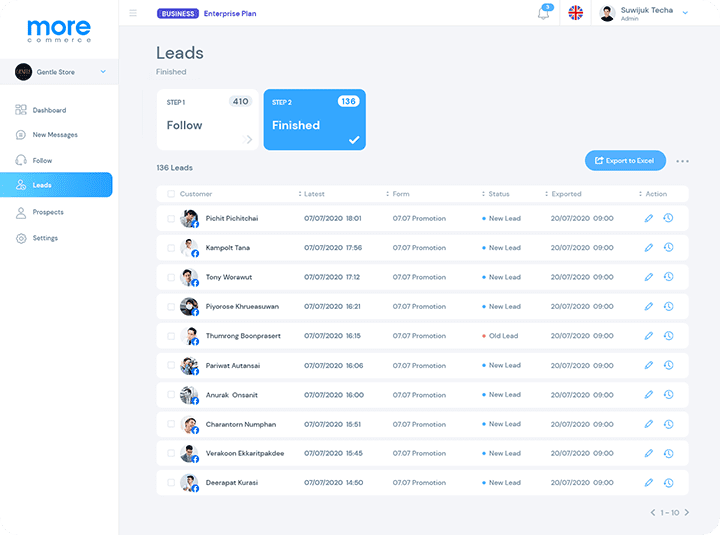 more
commerce
BUSINESS Enterprise Plan
3
Suwijuk Techa
Admin
Gentle Store
Dashboard
New Messages
Follow
Leads
Prospects
Settings
Leads
Finished
STEP 1 410
Follow
STEP 2 136
Finished
136 Leads
Export to Excel
Customer Latest Form Status Exported Action
Pichit Pichitchai 07/07/2020 18:01 07.07 Promotion New Lead 20/07/2020 09:00
Kampolt Tana 07/07/2020 17:56 07.07 Promotion New Lead 20/07/2020 09:00
Tony Worawut 07/07/2020 17:12 07.07 Promotion New Lead 20/07/2020 09:00
Piyorose Khrueasuwan 07/07/2020 16:21 07.07 Promotion New Lead 20/07/2020 09:00
Thumrong Boonprasert 07/07/2020 16:15 07.07 Promotion Old Lead 20/07/2020 09:00
Pariwat Autansai 07/07/2020 16:06 07.07 Promotion New Lead 20/07/2020 09:00
Anurak Onsanit 07/07/2020 16:00 07.07 Promotion New Lead 20/07/2020 09:00
Charantorn Numphan 07/07/2020 15:51 07.07 Promotion New Lead 20/07/2020 09:00
Verakoon Ekkaritpakdee 07/07/2020 15:45 07.07 Promotion New Lead 20/07/2020 09:00
Deerapat Kurasi 07/07/2020 14:50 07.07 Promotion New Lead 20/07/2020 09:00
1 - 10